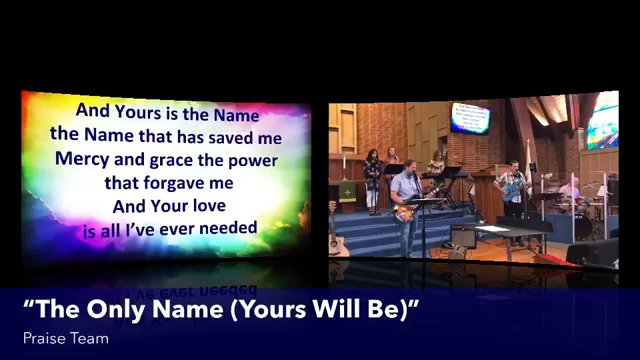 And Yours is the Name
the Name that has saved me
Mercy and grace the power
that forgave me
And Your love
is all I've ever needed
“The Only Name (Yours Will Be)”
Praise Team